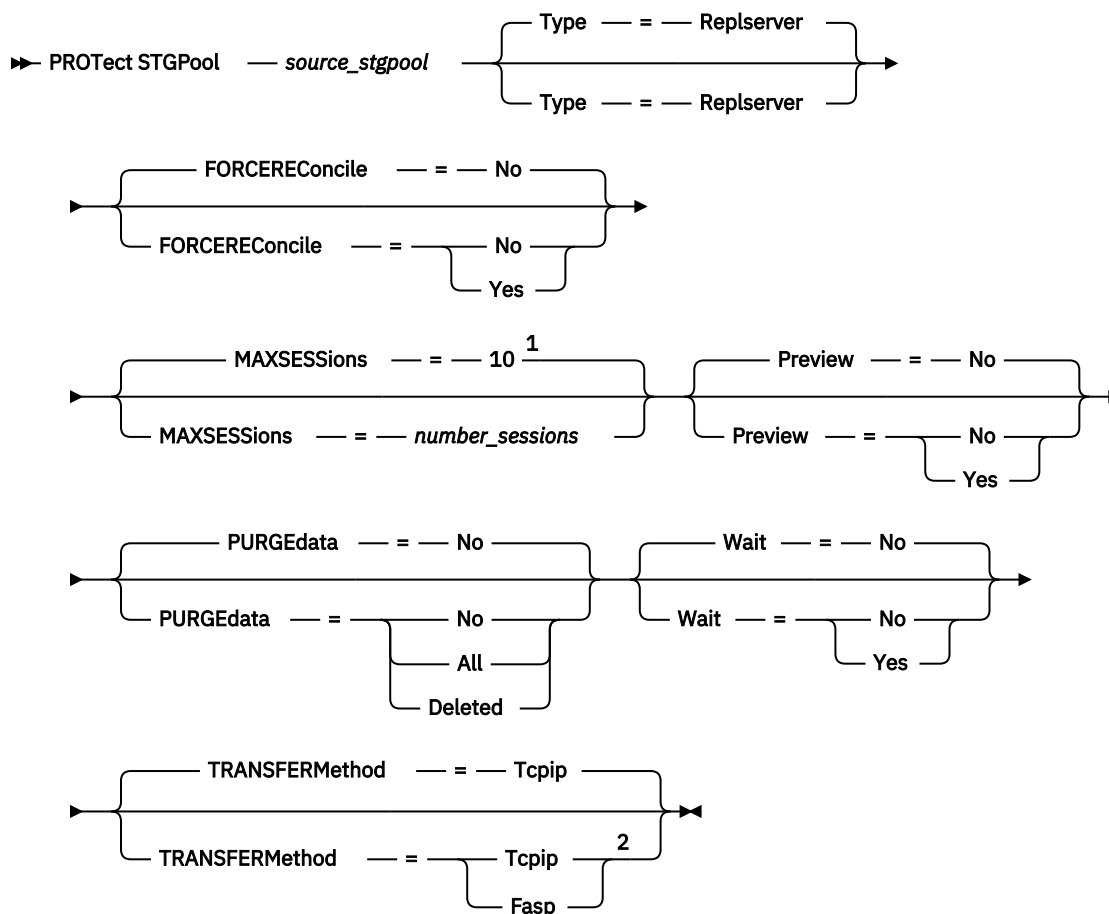 Type = Replserver
PROTect STGPool source_stgpool
Type = Replserver
FORCEREConcile = No
FORCEREConcile = No
Yes
MAXSESSions = 10 1
Preview = No
MAXSESSions = number_sessions
Preview = No
Yes
PURGEdata = No
Wait = No
PURGEdata = No
All
Deleted
Wait = No
Yes
TRANSFERMethod = Tcpip
TRANSFERMethod = Tcpip 2
Fasp